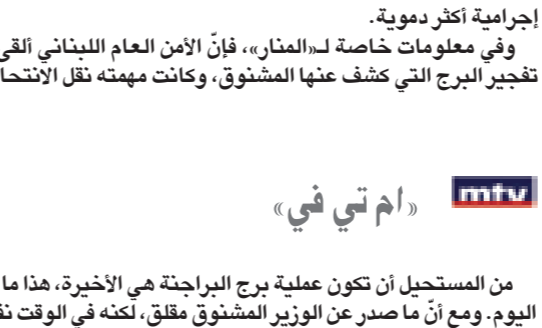 إجرامية أكثر دموية.
وفي معلومات خاصة لـ«المنار»، فإنّ الأمن العام اللبناني ألقى
تفجير البرج التي كشف عنها المشنوق، وكانت مهمته نقل الانتحا
mtv
«ام تي في»
من المستحيل أن تكون عملية برج البراجنة هي الأخيرة، هذا ما
اليوم. ومع أنّ ما صدر عن الوزير المشنوق مقلق، لكنه في الوقت نف